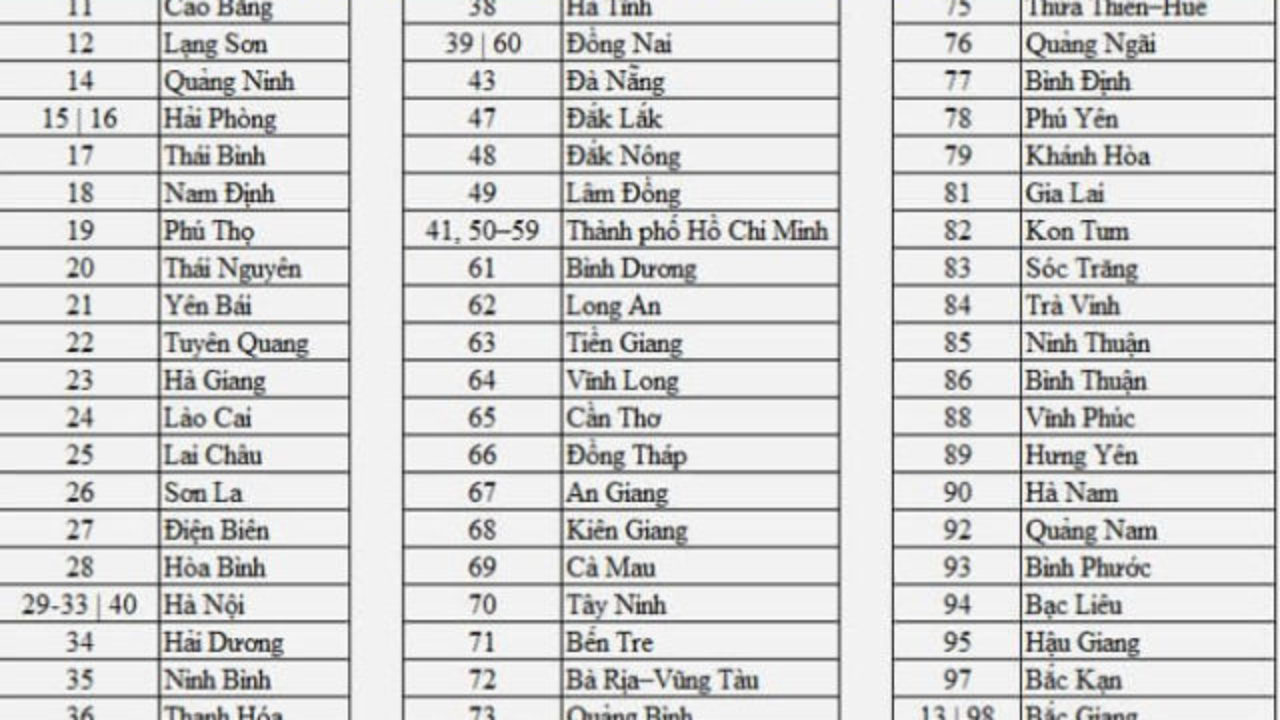 11 Cao Bằng
12 Lạng Sơn
14 Quảng Ninh
15 | 16 Hải Phòng
17 Thái Bình
18 Nam Định
19 Phú Thọ
20 Thái Nguyên
21 Yên Bái
22 Tuyên Quang
23 Hà Giang
24 Lào Cai
25 Lai Châu
26 Sơn La
27 Điện Biên
28 Hòa Bình
29-33 | 40 Hà Nội
34 Hải Dương
35 Ninh Bình
36 Thanh Hóa
38 Hà Tĩnh
39 | 60 Đồng Nai
43 Đà Nẵng
47 Đắk Lắk
48 Đắk Nông
49 Lâm Đồng
41, 50–59 Thành phố Hồ Chí Minh
61 Bình Dương
62 Long An
63 Tiền Giang
64 Vĩnh Long
65 Cần Thơ
66 Đồng Tháp
67 An Giang
68 Kiên Giang
69 Cà Mau
70 Tây Ninh
71 Bến Tre
72 Bà Rịa–Vũng Tàu
73 Quảng Bình
75 Thừa Thiên–Huế
76 Quảng Ngãi
77 Bình Định
78 Phú Yên
79 Khánh Hòa
81 Gia Lai
82 Kon Tum
83 Sóc Trăng
84 Trà Vinh
85 Ninh Thuận
86 Bình Thuận
88 Vĩnh Phúc
89 Hưng Yên
90 Hà Nam
92 Quảng Nam
93 Bình Phước
94 Bạc Liêu
95 Hậu Giang
97 Bắc Kạn
13 | 98 Bắc Giang